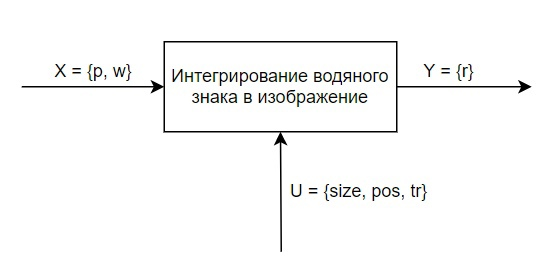 X = {p, w}
Интегрирование водяного
знака в изображение
Y = {r}
U = {size, pos, tr}